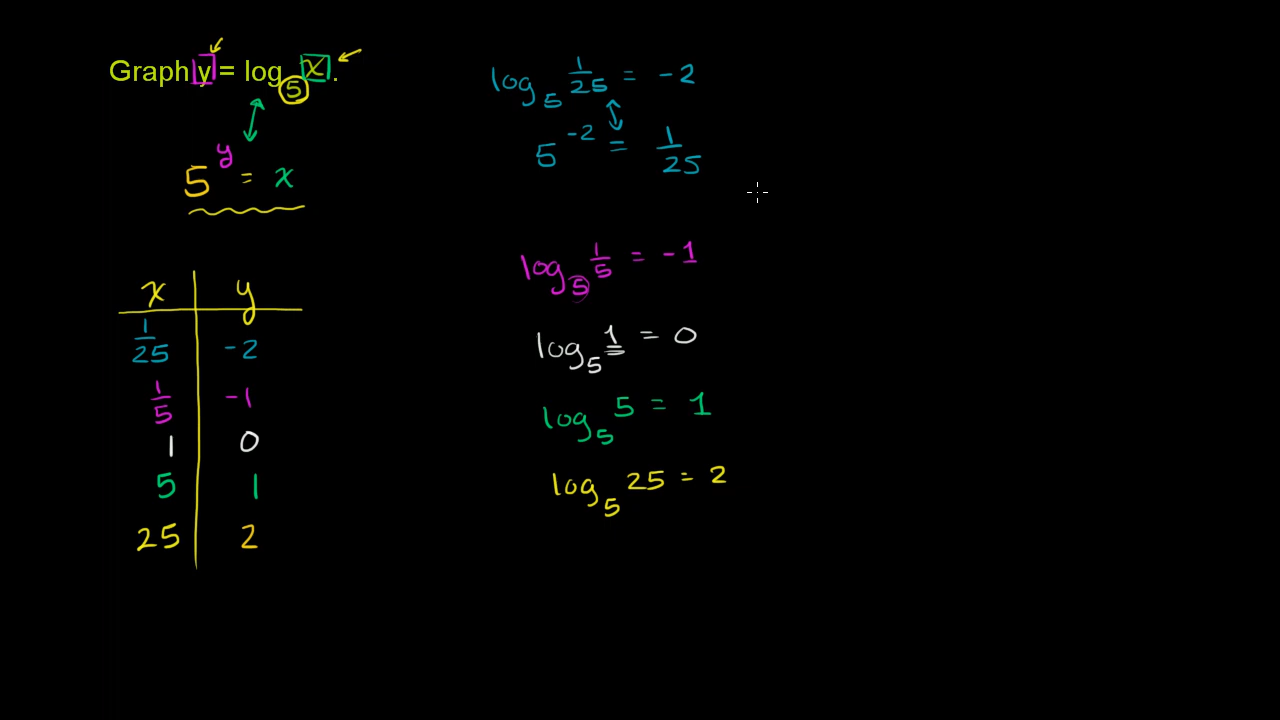 Graph y = log₅ x.
5^y = x
x y
1/25 -2
1/5 -1
1 0
5 1
25 2
log₅ 1/25 = -2
5^-2 = 1/25
log₅ 1/5 = -1
log₅ 1 = 0
log₅ 5 = 1
log₅ 25 = 2